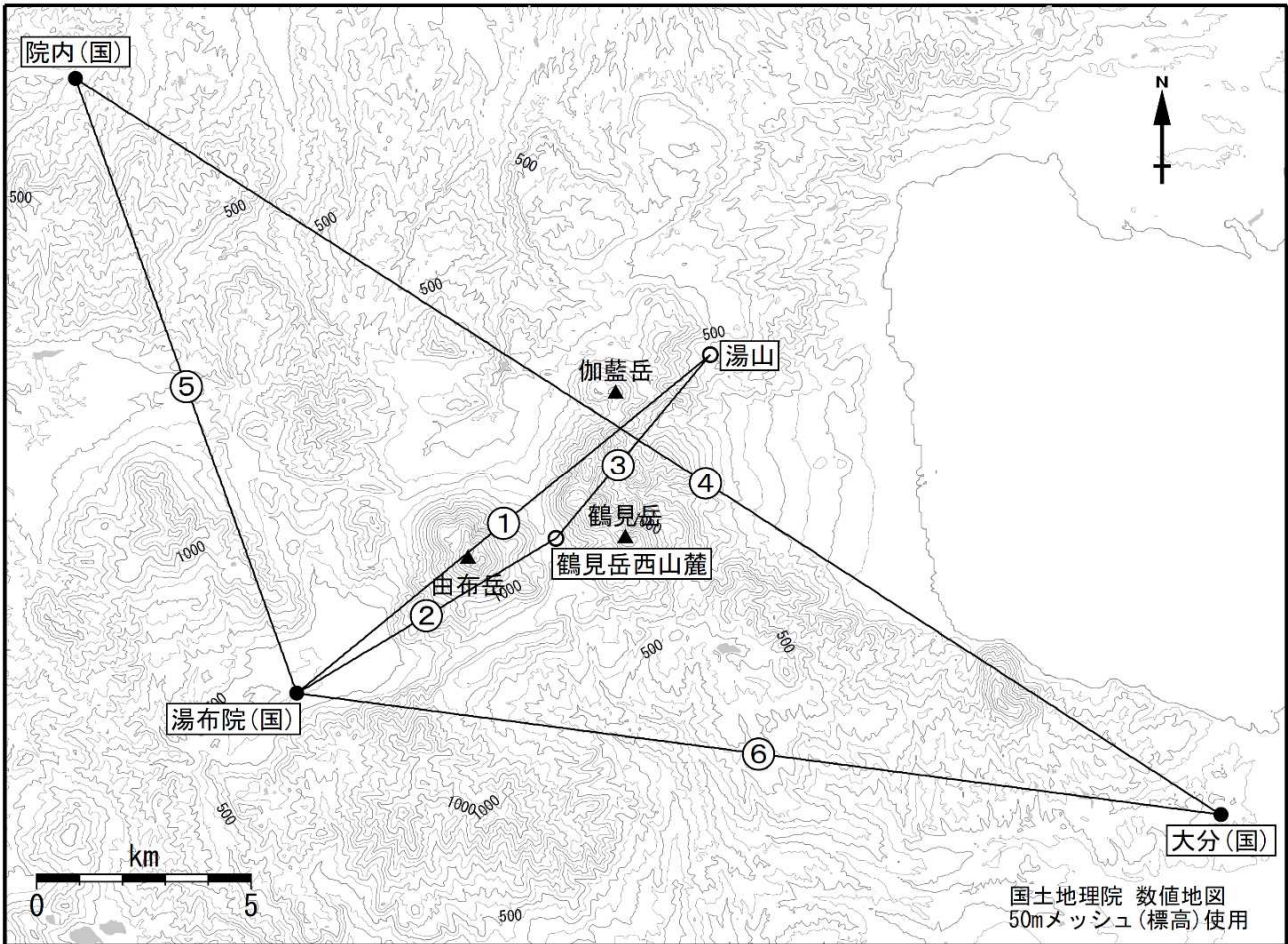 院内(国)
N
500
500
500
500
500
500
湯山
伽藍岳
⑤
③
④
①
鶴見岳
鶴見岳西山麓
1000
由布岳
1000
②
500
500
湯布院(国)
⑥
1000
1000
500
大分(国)
km
0 5
500
国土地理院 数値地図
50mメッシュ(標高)使用